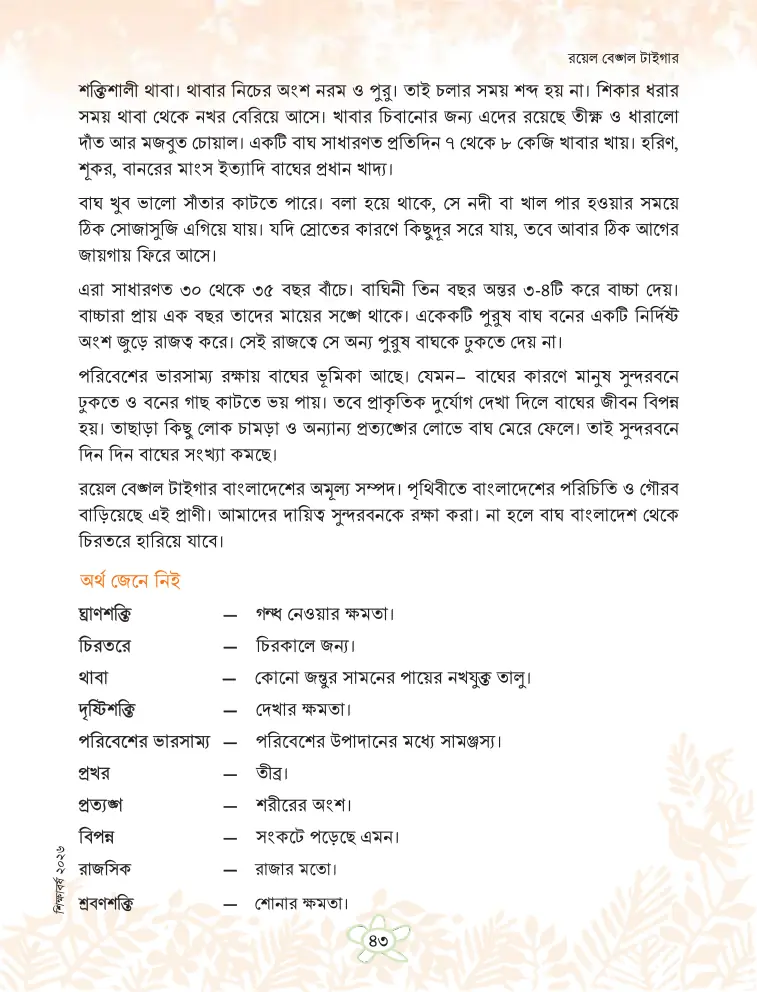 রয়েল বেঙ্গল টাইগার
শক্তিশালী থাবা। থাবার নিচের অংশ নরম ও পুরু। তাই চলার সময় শব্দ হয় না। শিকার ধরার
সময় থাবা থেকে নখর বেরিয়ে আসে। খাবার চিবানোর জন্য এদের রয়েছে তীক্ষ্ণ ও ধারালো
দাঁত আর মজবুত চোয়াল। একটি বাঘ সাধারণত প্রতিদিন ৭ থেকে ৮ কেজি খাবার খায়। হরিণ,
শূকর, বানরের মাংস ইত্যাদি বাঘের প্রধান খাদ্য।
বাঘ খুব ভালো সাঁতার কাটতে পারে। বলা হয়ে থাকে, সে নদী বা খাল পার হওয়ার সময়ে
ঠিক সোজাসুজি এগিয়ে যায়। যদি স্রোতের কারণে কিছুদূর সরে যায়, তবে আবার ঠিক আগের
জায়গায় ফিরে আসে।
এরা সাধারণত ৩০ থেকে ৩৫ বছর বাঁচে। বাঘিনী তিন বছর অন্তর ৩-৪টি করে বাচ্চা দেয়।
বাচ্চারা প্রায় এক বছর তাদের মায়ের সঙ্গে থাকে। একেকটি পুরুষ বাঘ বনের একটি নির্দিষ্ট
অংশ জুড়ে রাজত্ব করে। সেই রাজত্বে সে অন্য পুরুষ বাঘকে ঢুকতে দেয় না।
পরিবেশের ভারসাম্য রক্ষায় বাঘের ভূমিকা আছে। যেমন– বাঘের কারণে মানুষ সুন্দরবনে
ঢুকতে ও বনের গাছ কাটতে ভয় পায়। তবে প্রাকৃতিক দুর্যোগ দেখা দিলে বাঘের জীবন বিপন্ন
হয়। তাছাড়া কিছু লোক চামড়া ও অন্যান্য প্রত্যঙ্গের লোভে বাঘ মেরে ফেলে। তাই সুন্দরবনে
দিন দিন বাঘের সংখ্যা কমছে।
রয়েল বেঙ্গল টাইগার বাংলাদেশের অমূল্য সম্পদ। পৃথিবীতে বাংলাদেশের পরিচিতি ও গৌরব
বাড়িয়েছে এই প্রাণী। আমাদের দায়িত্ব সুন্দরবনকে রক্ষা করা। না হলে বাঘ বাংলাদেশ থেকে
চিরতরে হারিয়ে যাবে।
অর্থ জেনে নিই
ঘ্রাণশক্তি — গন্ধ নেওয়ার ক্ষমতা।
চিরতরে — চিরকালে জন্য।
থাবা — কোনো জন্তুর সামনের পায়ের নখযুক্ত তালু।
দৃষ্টিশক্তি — দেখার ক্ষমতা।
পরিবেশের ভারসাম্য — পরিবেশের উপাদানের মধ্যে সামঞ্জস্য।
প্রখর — তীব্র।
প্রত্যঙ্গ — শরীরের অংশ।
বিপন্ন — সংকটে পড়েছে এমন।
রাজসিক — রাজার মতো।
শ্রবণশক্তি — শোনার ক্ষমতা।
শিক্ষাবর্ষ ২০২৬
৪৩